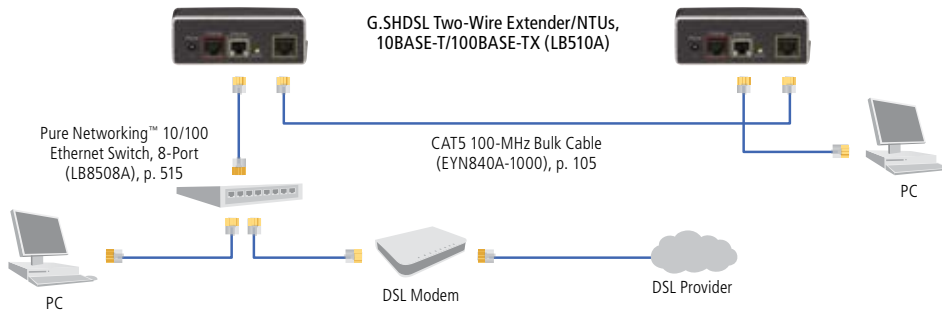 G.SHDSL Two-Wire Extender/NTUs,
10BASE-T/100BASE-TX (LB510A)
Pure Networking™ 10/100
Ethernet Switch, 8-Port
(LB8508A), p. 515
CAT5 100-MHz Bulk Cable
(EYN840A-1000), p. 105
PC
PC
DSL Modem
DSL Provider